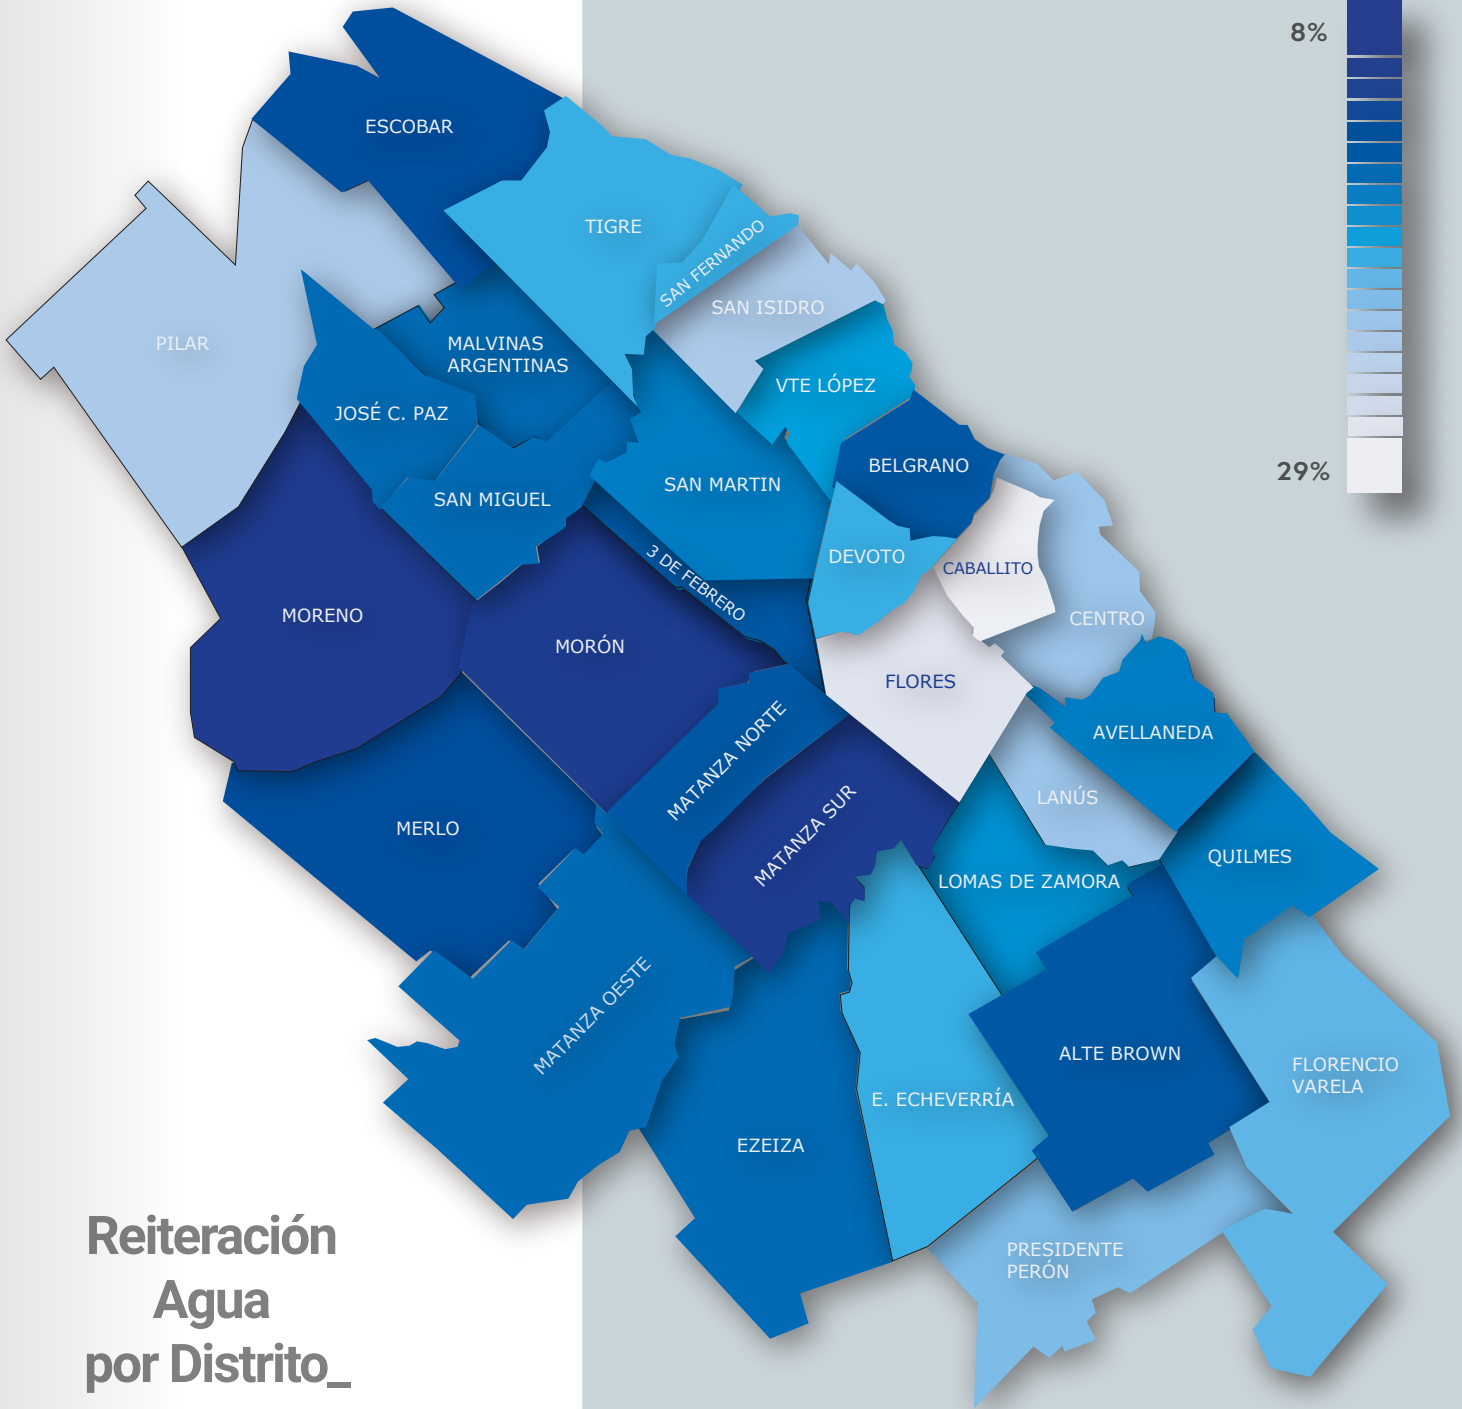 8%
ESCOBAR
TIGRE
SAN FERNANDO
SAN ISIDRO
PILAR
MALVINAS
ARGENTINAS
VTE LÓPEZ
JOSÉ C. PAZ
BELGRANO
29%
SAN MARTIN
SAN MIGUEL
DEVOTO
CABALLITO
3 DE FEBRERO
MORENO
CENTRO
MORÓN
FLORES
AVELLANEDA
MATANZA NORTE
LANÚS
MERLO
MATANZA SUR
QUILMES
LOMAS DE ZAMORA
MATANZA OESTE
ALTE BROWN
FLORENCIO
VARELA
E. ECHEVERRÍA
EZEIZA
PRESIDENTE
PERÓN
Reiteración
Agua
por Distrito_